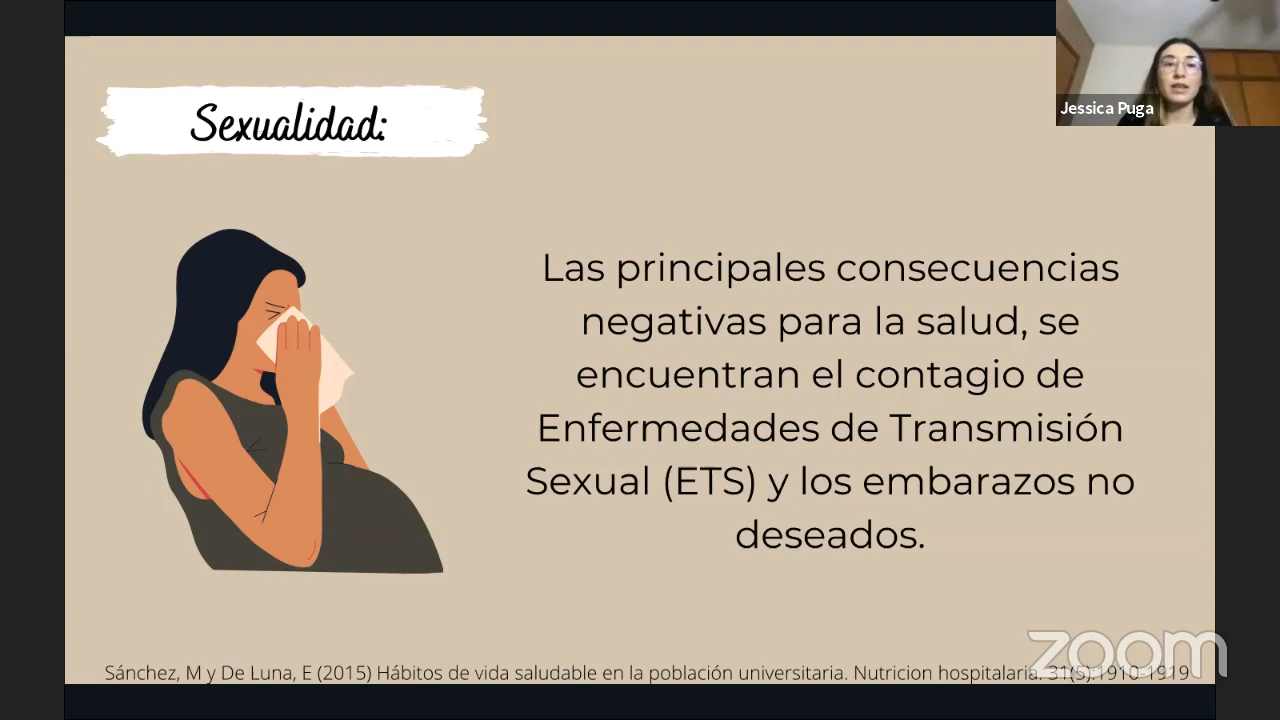 Jessica Puga
Sexualidad:
Las principales consecuencias
negativas para la salud, se
encuentran el contagio de
Enfermedades de Transmisión
Sexual (ETS) y los embarazos no
deseados.
zoom
Sánchez, M y De Luna, E (2015) Hábitos de vida saludable en la población universitaria. Nutricion hospitalaria. 31(5):1910-1919